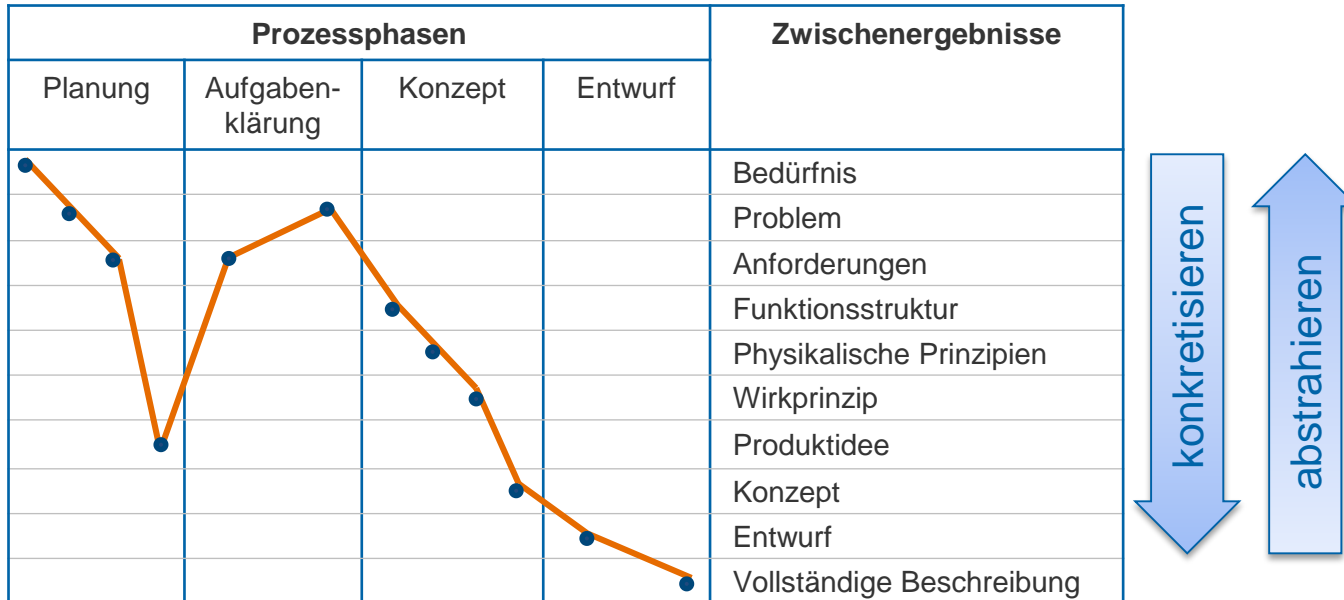 Prozessphasen
Zwischenergebnisse
Planung
Aufgaben-
klärung
Konzept
Entwurf
Bedürfnis
Problem
Anforderungen
Funktionsstruktur
Physikalische Prinzipien
Wirkprinzip
Produktidee
Konzept
Entwurf
Vollständige Beschreibung
konkretisieren
abstrahieren